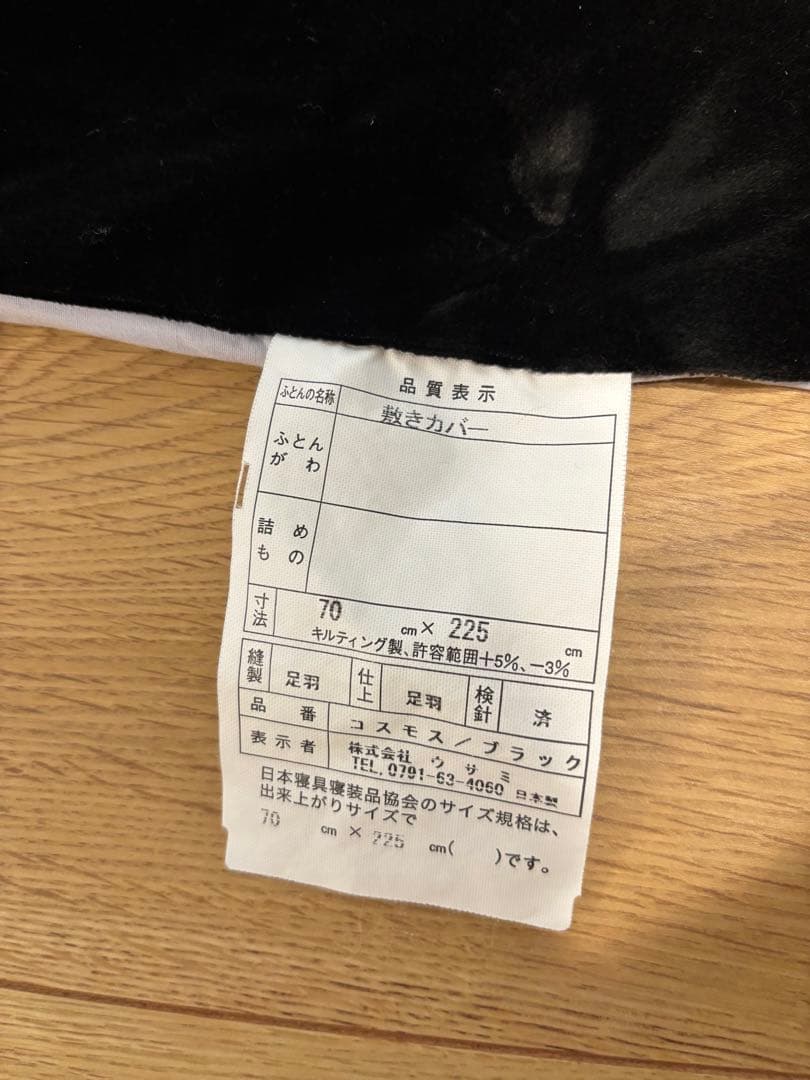 品質表示
ふとんの名称 敷きカバー
ふとん
がわ
詰め
もの
寸法 70 cm × 225 cm
キルティング製、許容範囲+5%、-3%
縫製 足羽 仕上 足羽 検針 済
品番 コスモス/ブラック
表示者 株式会社 ウサミ
TEL.0791-63-4060 日本製
日本寝具寝装品協会のサイズ規格は、
出来上がりサイズで
70 cm × 225 cm( )です。